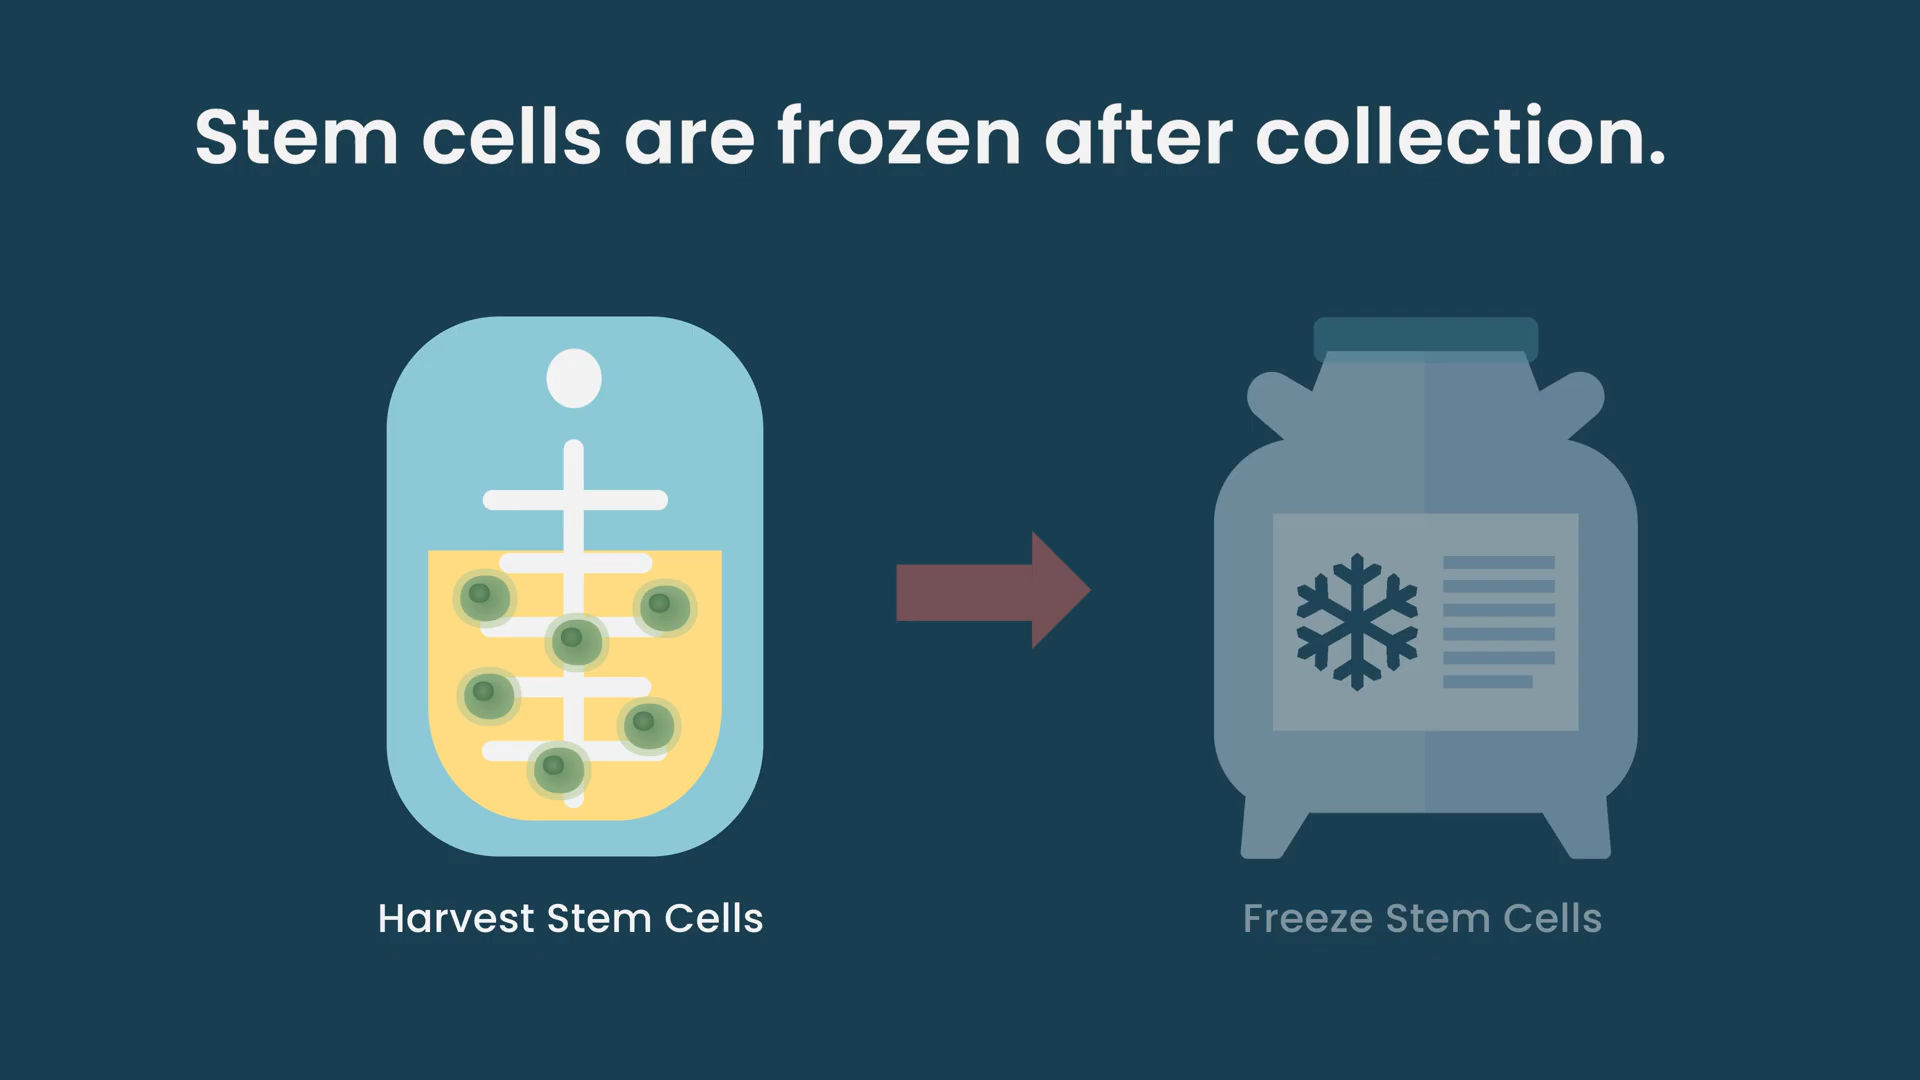 Stem cells are frozen after collection.
Harvest Stem Cells
Freeze Stem Cells